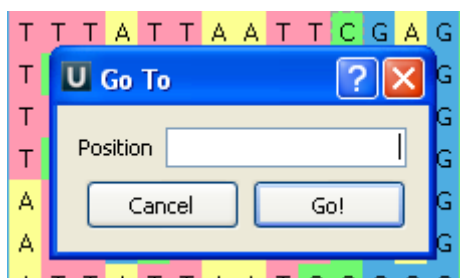 T T T A T T A A T T C G A G
T G
U Go To ? X
T G
T Position G
A Cancel Go! G
A G